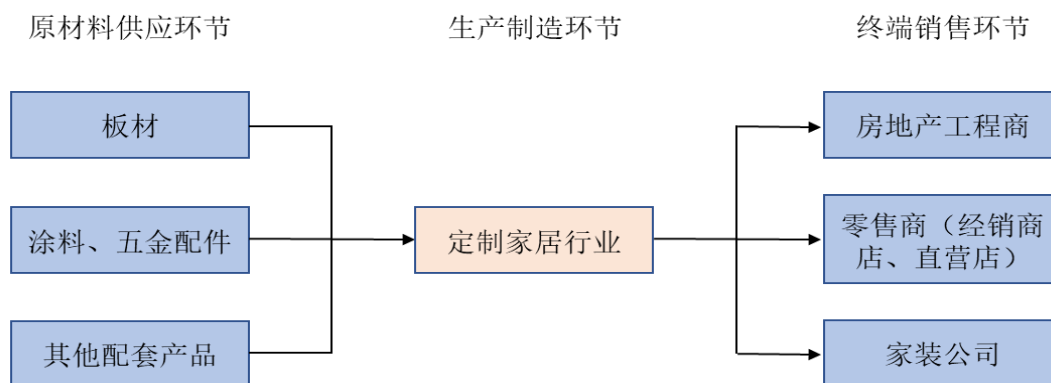 原材料供应环节
生产制造环节
终端销售环节
板材
房地产工程商
涂料、五金配件
定制家居行业
零售商（经销商
店、直营店）
其他配套产品
家装公司